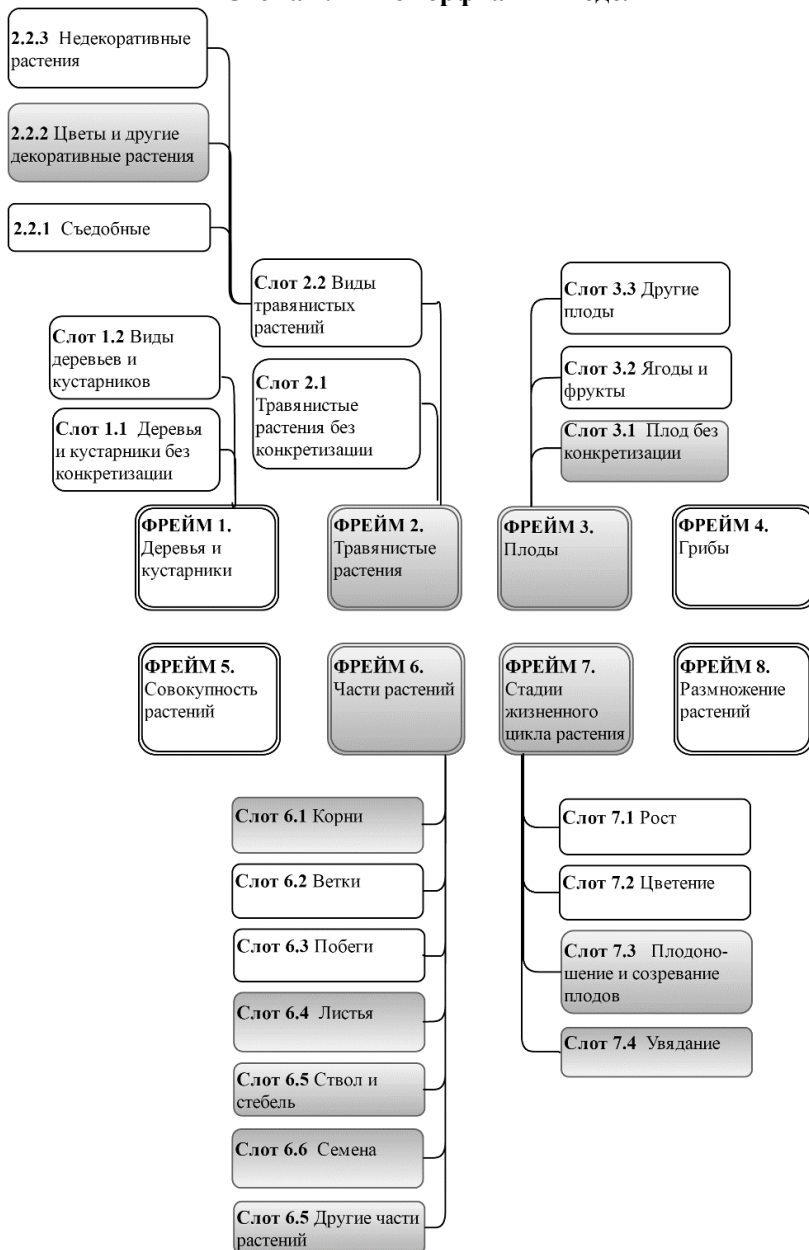 2.2.3 Недекоративные
растения
2.2.2 Цветы и другие
декоративные растения
2.2.1 Съедобные
Слот 2.2 Виды
травянистых
растений
Слот 3.3 Другие
плоды
Слот 1.2 Виды
деревьев и
кустарников
Слот 2.1
Травянистые
растения без
конкретизации
Слот 3.2 Ягоды и
фрукты
Слот 1.1 Деревья
и кустарники без
конкретизации
Слот 3.1 Плод без
конкретизации
ФРЕЙМ 1.
Деревья и
кустарники
ФРЕЙМ 2.
Травянистые
растения
ФРЕЙМ 3.
Плоды
ФРЕЙМ 4.
Грибы
ФРЕЙМ 5.
Совокупность
растений
ФРЕЙМ 6.
Части растений
ФРЕЙМ 7.
Стадии
жизненного
цикла растения
ФРЕЙМ 8.
Размножение
растений
Слот 6.1 Корни
Слот 6.2 Ветки
Слот 6.3 Побеги
Слот 6.4 Листья
Слот 6.5 Ствол и
стебель
Слот 6.6 Семена
Слот 6.5 Другие части
растений
Слот 7.1 Рост
Слот 7.2 Цветение
Слот 7.3 Плодоно-
шение и созревание
плодов
Слот 7.4 Увядание